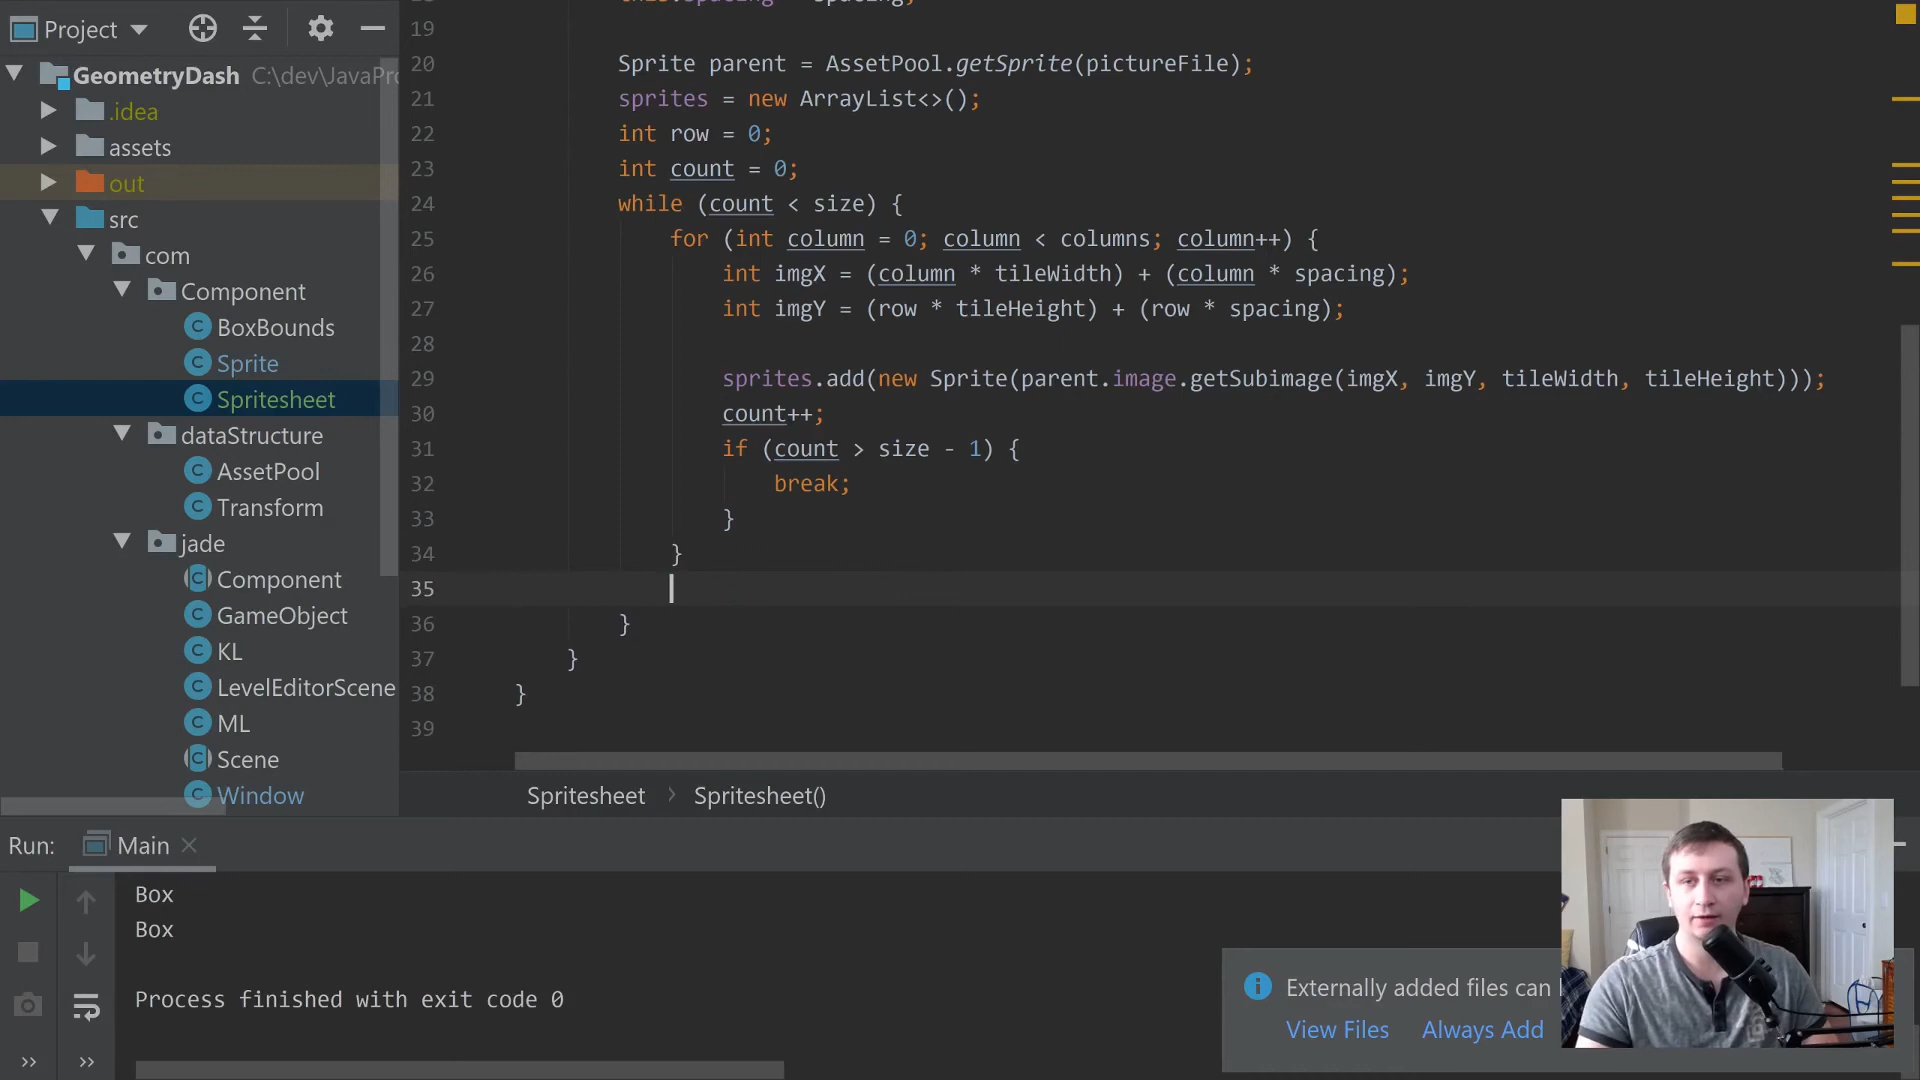 Project
GeometryDash C:\dev\JavaPro
.idea
assets
out
src
com
Component
BoxBounds
Sprite
Spritesheet
dataStructure
AssetPool
Transform
jade
Component
GameObject
KL
LevelEditorScene
ML
Scene
Window
19
20 Sprite parent = AssetPool.getSprite(pictureFile);
21 sprites = new ArrayList<>();
22 int row = 0;
23 int count = 0;
24 while (count < size) {
25 for (int column = 0; column < columns; column++) {
26 int imgX = (column * tileWidth) + (column * spacing);
27 int imgY = (row * tileHeight) + (row * spacing);
28
29 sprites.add(new Sprite(parent.image.getSubimage(imgX, imgY, tileWidth, tileHeight)));
30 count++;
31 if (count > size - 1) {
32 break;
33 }
34 }
35
36 }
37 }
38 }
39
Spritesheet > Spritesheet()
Run: Main
Box
Box
Process finished with exit code 0
Externally added files can
View Files Always Add